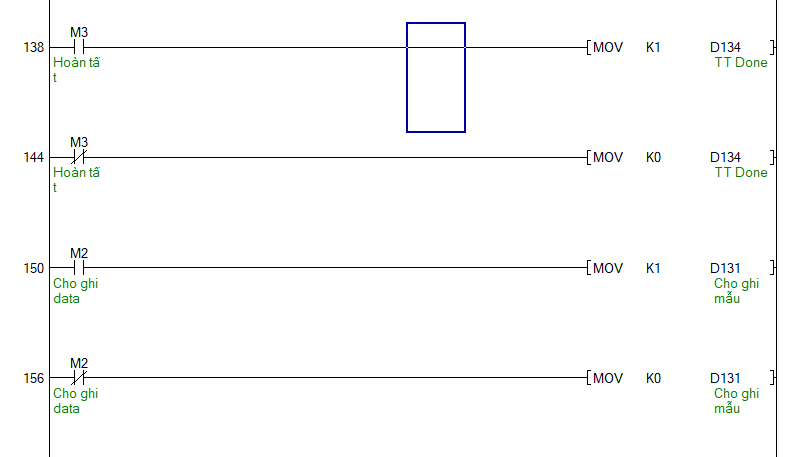 M3
138 MOV K1 D134
Hoàn tấ TT Done
t
M3
144 MOV K0 D134
Hoàn tấ TT Done
t
M2
150 MOV K1 D131
Cho ghi Cho ghi
data mẫu
M2
156 MOV K0 D131
Cho ghi Cho ghi
data mẫu